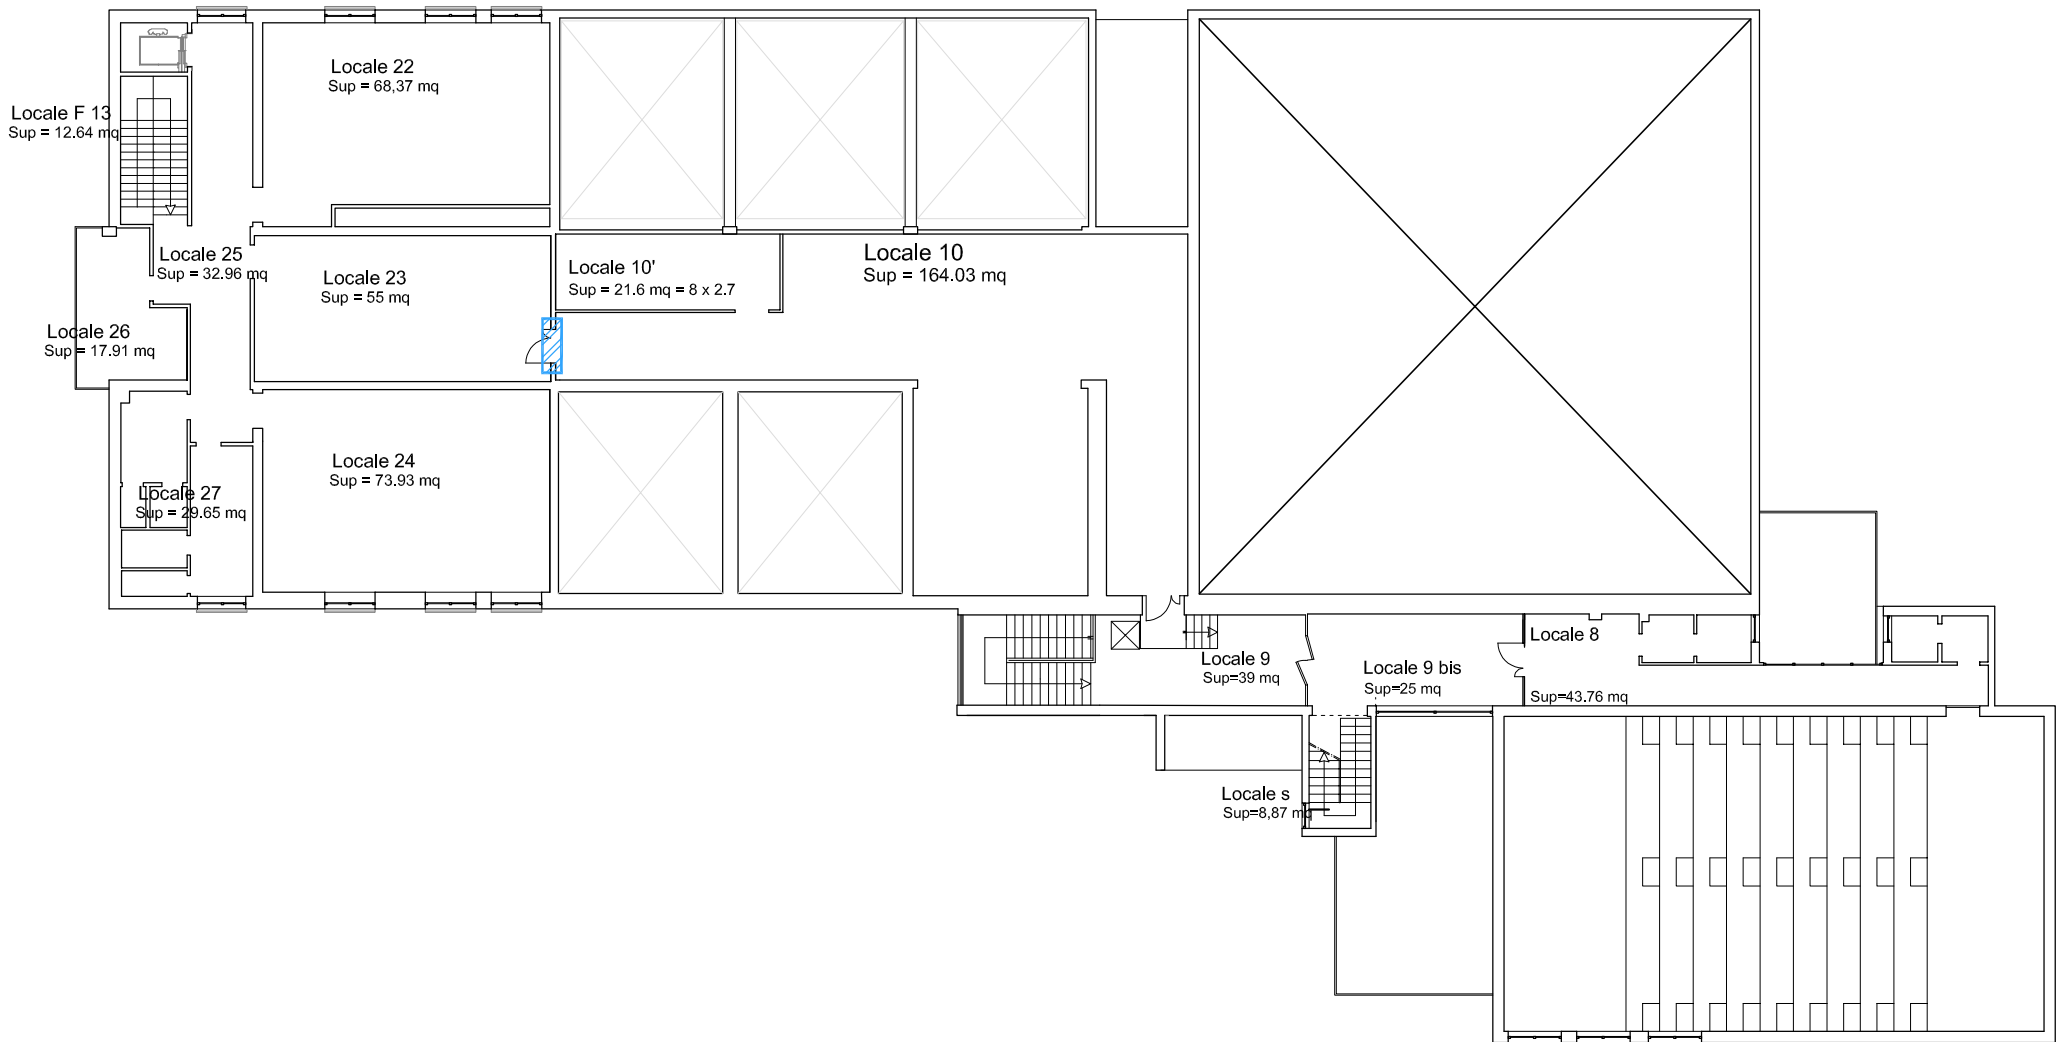 Locale 22
Sup = 68,37 mq
Locale F 13
Sup = 12.64 mq
Locale 25
Sup = 32.96 mq
Locale 23
Sup = 55 mq
Locale 10'
Sup = 21.6 mq = 8 x 2.7
Locale 10
Sup = 164.03 mq
Locale 26
Sup = 17.91 mq
Locale 24
Sup = 73.93 mq
Locale 27
Sup = 29.65 mq
Locale 9
Sup=39 mq
Locale 9 bis
Sup=25 mq
Locale 8
Sup=43.76 mq
Locale s
Sup=8,87 mq